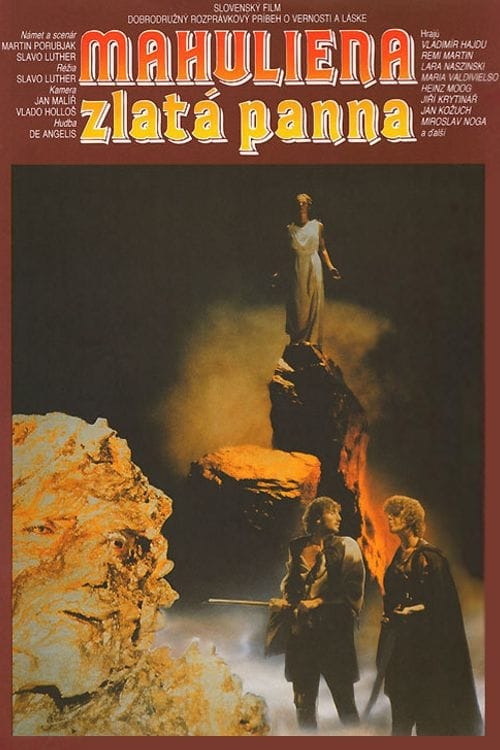 SLOVENSKÝ FILM
DOBRODRUŽNÝ ROZPRÁVKOVÝ PRÍBEH O VERNOSTI A LÁSKE
Námet a scenár
MARTIN PORUBJAK
SLAVO LUTHER
Réžia
SLAVO LUTHER
Kamera
JAN MALÍŘ
VLADO HOLLOŠ
Hudba
DE ANGELIS
MAHULIENA
zlatá panna
Hrajú
VLADIMÍR HAJDU
REMI MARTIN
LARA NASZINSKI
MARIA VALDIVIELSO
HEINZ MOOG
JIŘÍ KRYTINÁŘ
JAN KOŽUCH
MIROSLAV NOGA
a ďalší